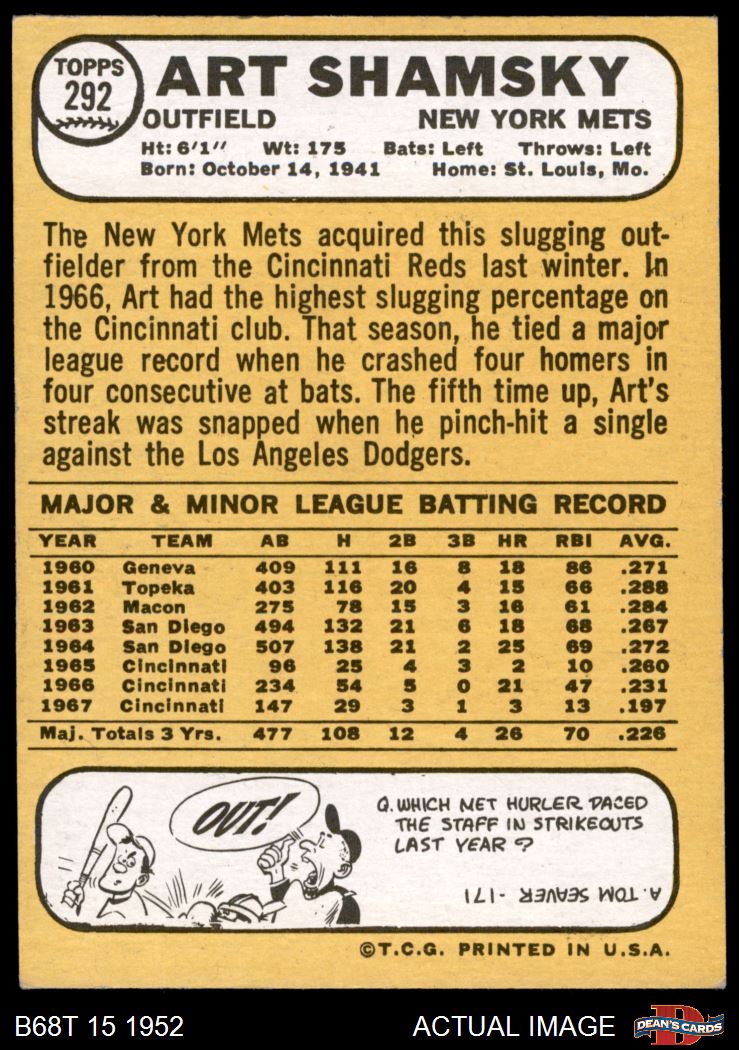 TOPPS
292
ART SHAMSKY
OUTFIELD NEW YORK METS
Ht: 6'1" Wt: 175 Bats: Left Throws: Left
Born: October 14, 1941 Home: St. Louis, Mo.
The New York Mets acquired this slugging out-
fielder from the Cincinnati Reds last winter. In
1966, Art had the highest slugging percentage on
the Cincinnati club. That season, he tied a major
league record when he crashed four homers in
four consecutive at bats. The fifth time up, Art's
streak was snapped when he pinch-hit a single
against the Los Angeles Dodgers.
MAJOR & MINOR LEAGUE BATTING RECORD
YEAR TEAM AB H 2B 3B HR RBI AVG.
1960 Geneva 409 111 16 8 18 86 .271
1961 Topeka 403 116 20 4 15 66 .288
1962 Macon 275 78 15 3 16 61 .284
1963 San Diego 494 132 21 6 18 68 .267
1964 San Diego 507 138 21 2 25 69 .272
1965 Cincinnati 96 25 4 3 2 10 .260
1966 Cincinnati 234 54 5 0 21 47 .231
1967 Cincinnati 147 29 3 1 3 13 .197
Maj. Totals 3 Yrs. 477 108 12 4 26 70 .226
OUT!
Q. WHICH MET HURLER PACED
THE STAFF IN STRIKEOUTS
LAST YEAR ?
A. TOM SEAVER - 171
©T.C.G. PRINTED IN U.S.A.
B68T 15 1952 ACTUAL IMAGE
D
DEAN'S CARDS